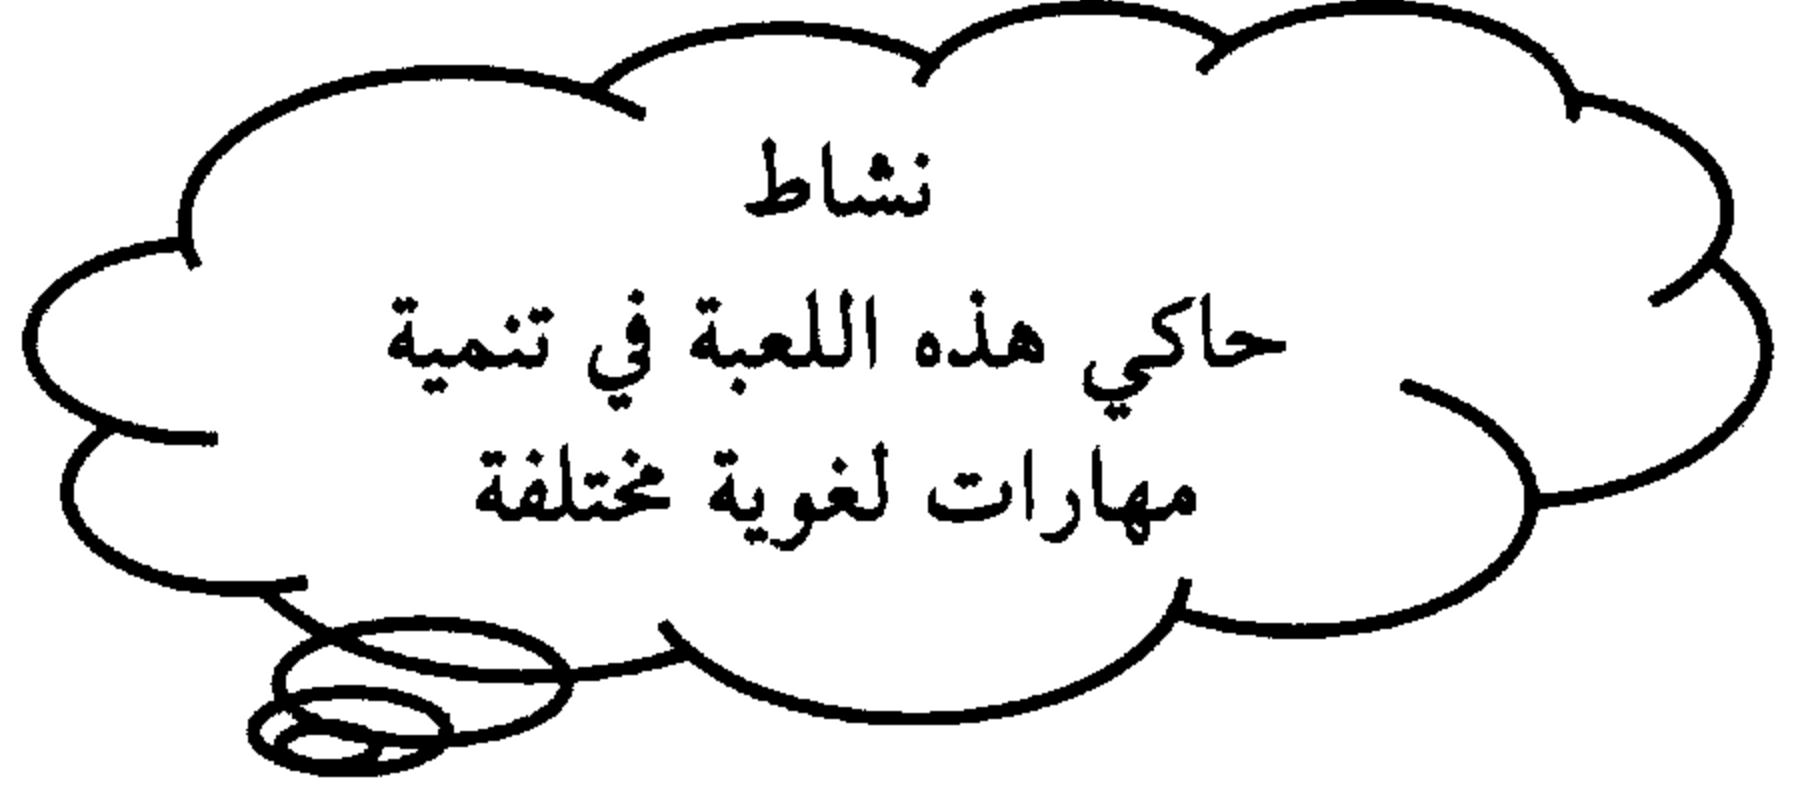 نشاط
حاكي هذه اللعبة في تنمية
مهارات لغوية مختلفة